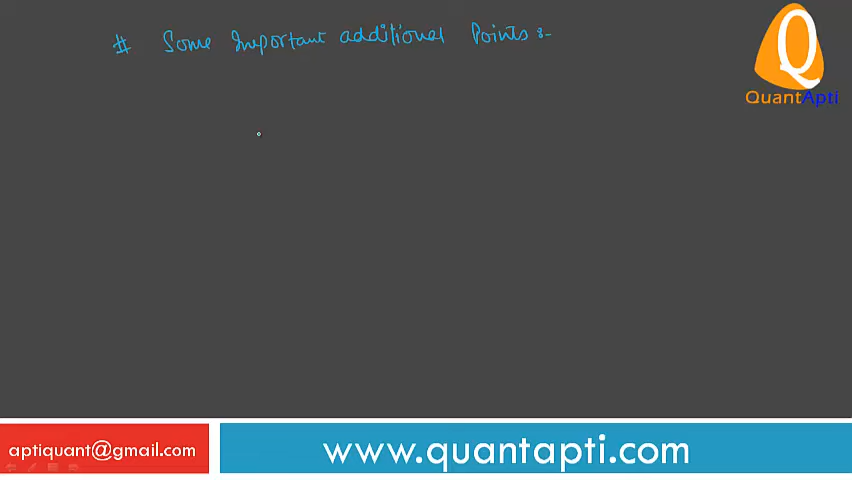 # Some Important additional Points :-
Q
QuantApti
aptiquant@gmail.com
www.quantapti.com